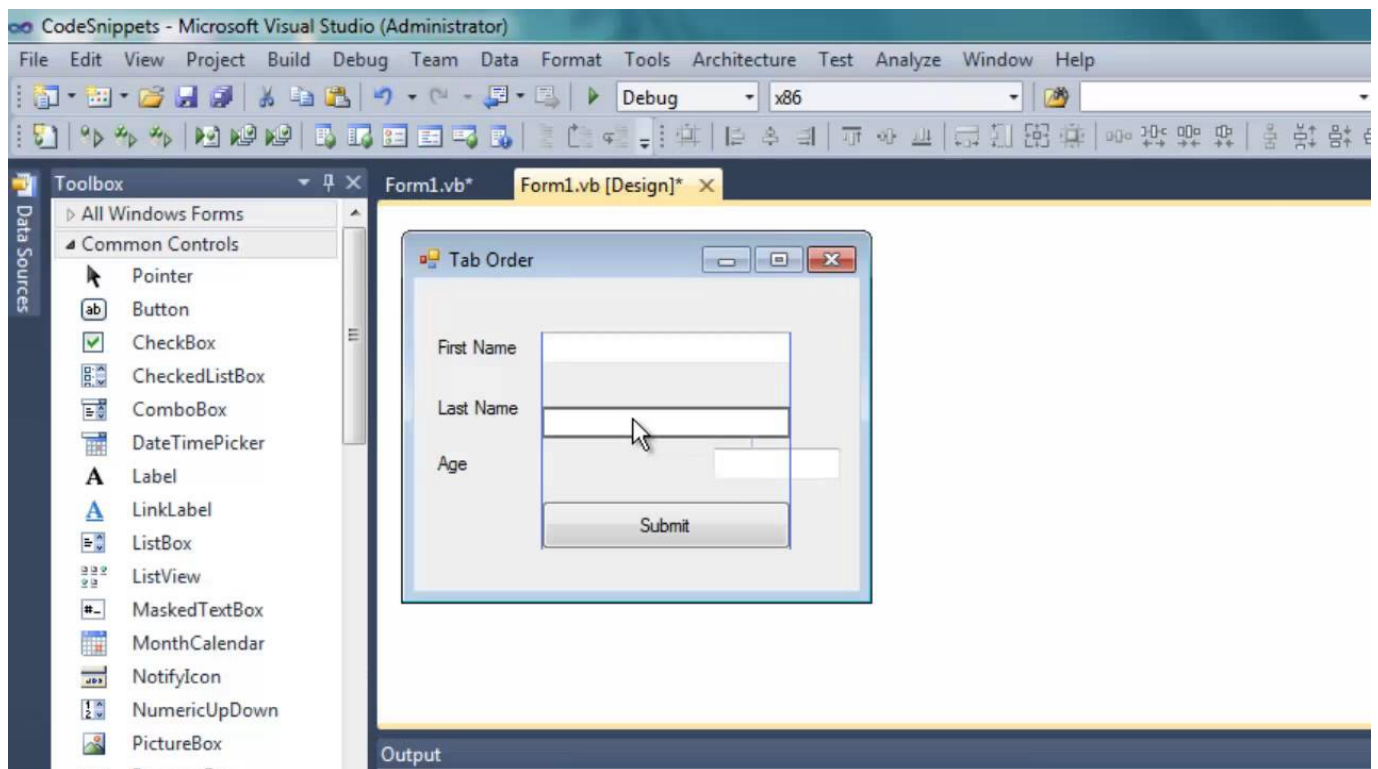 CodeSnippets - Microsoft Visual Studio (Administrator)
File Edit View Project Build Debug Team Data Format Tools Architecture Test Analyze Window Help
Debug x86
Data Sources
Toolbox
Form1.vb* Form1.vb [Design]*
All Windows Forms
Common Controls
Pointer
Button
CheckBox
CheckedListBox
ComboBox
DateTimePicker
Label
LinkLabel
ListBox
ListView
MaskedTextBox
MonthCalendar
NotifyIcon
NumericUpDown
PictureBox
Tab Order
First Name
Last Name
Age
Submit
Output